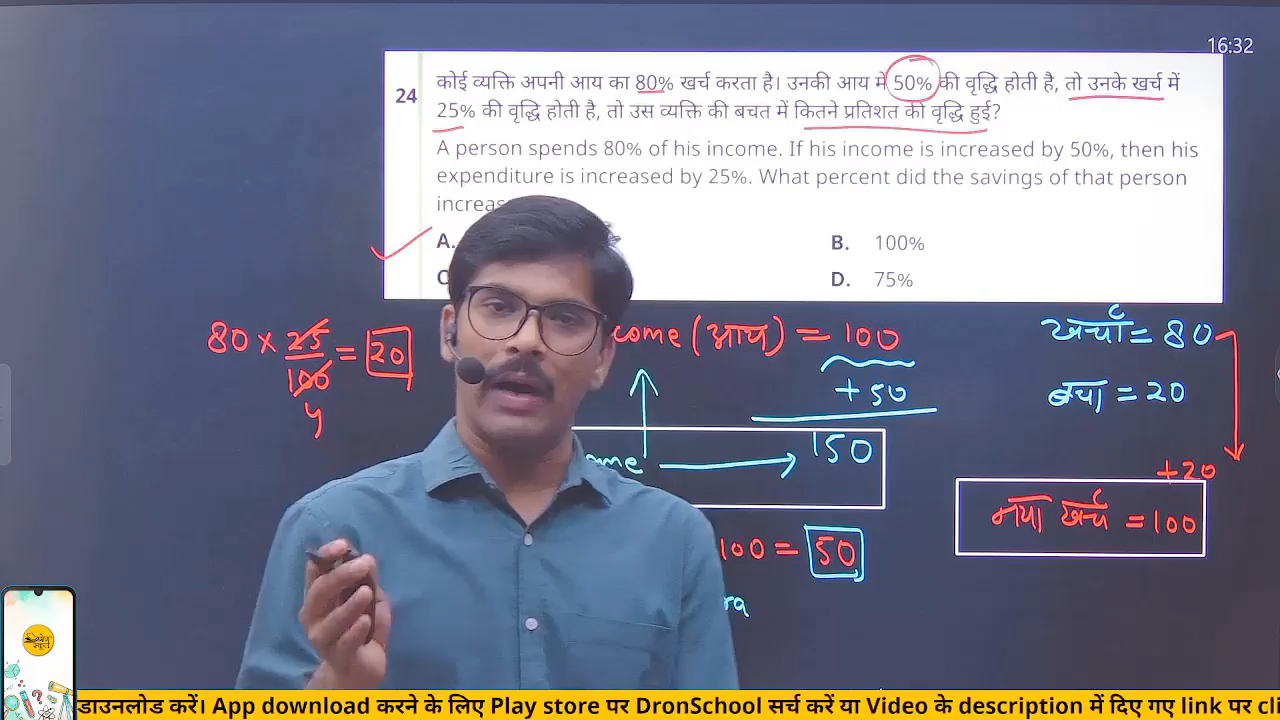 16:32
24
कोई व्यक्ति अपनी आय का 80% खर्च करता है। उनकी आय में 50% की वृद्धि होती है, तो उनके खर्च में
25% की वृद्धि होती है, तो उस व्यक्ति की बचत में कितने प्रतिशत की वृद्धि हुई?
A person spends 80% of his income. If his income is increased by 50%, then his
expenditure is increased by 25%. What percent did the savings of that person
A.
B. 100%
D. 75%
80 × 25/100 = 20
4
(आय) = 100
+50
150
खर्चा = 80
बचा = 20
+20
नया खर्च = 100
100 = 50
डाउनलोड करें। App download करने के लिए Play store पर DronSchool सर्च करें या Video के description में दिए गए link पर